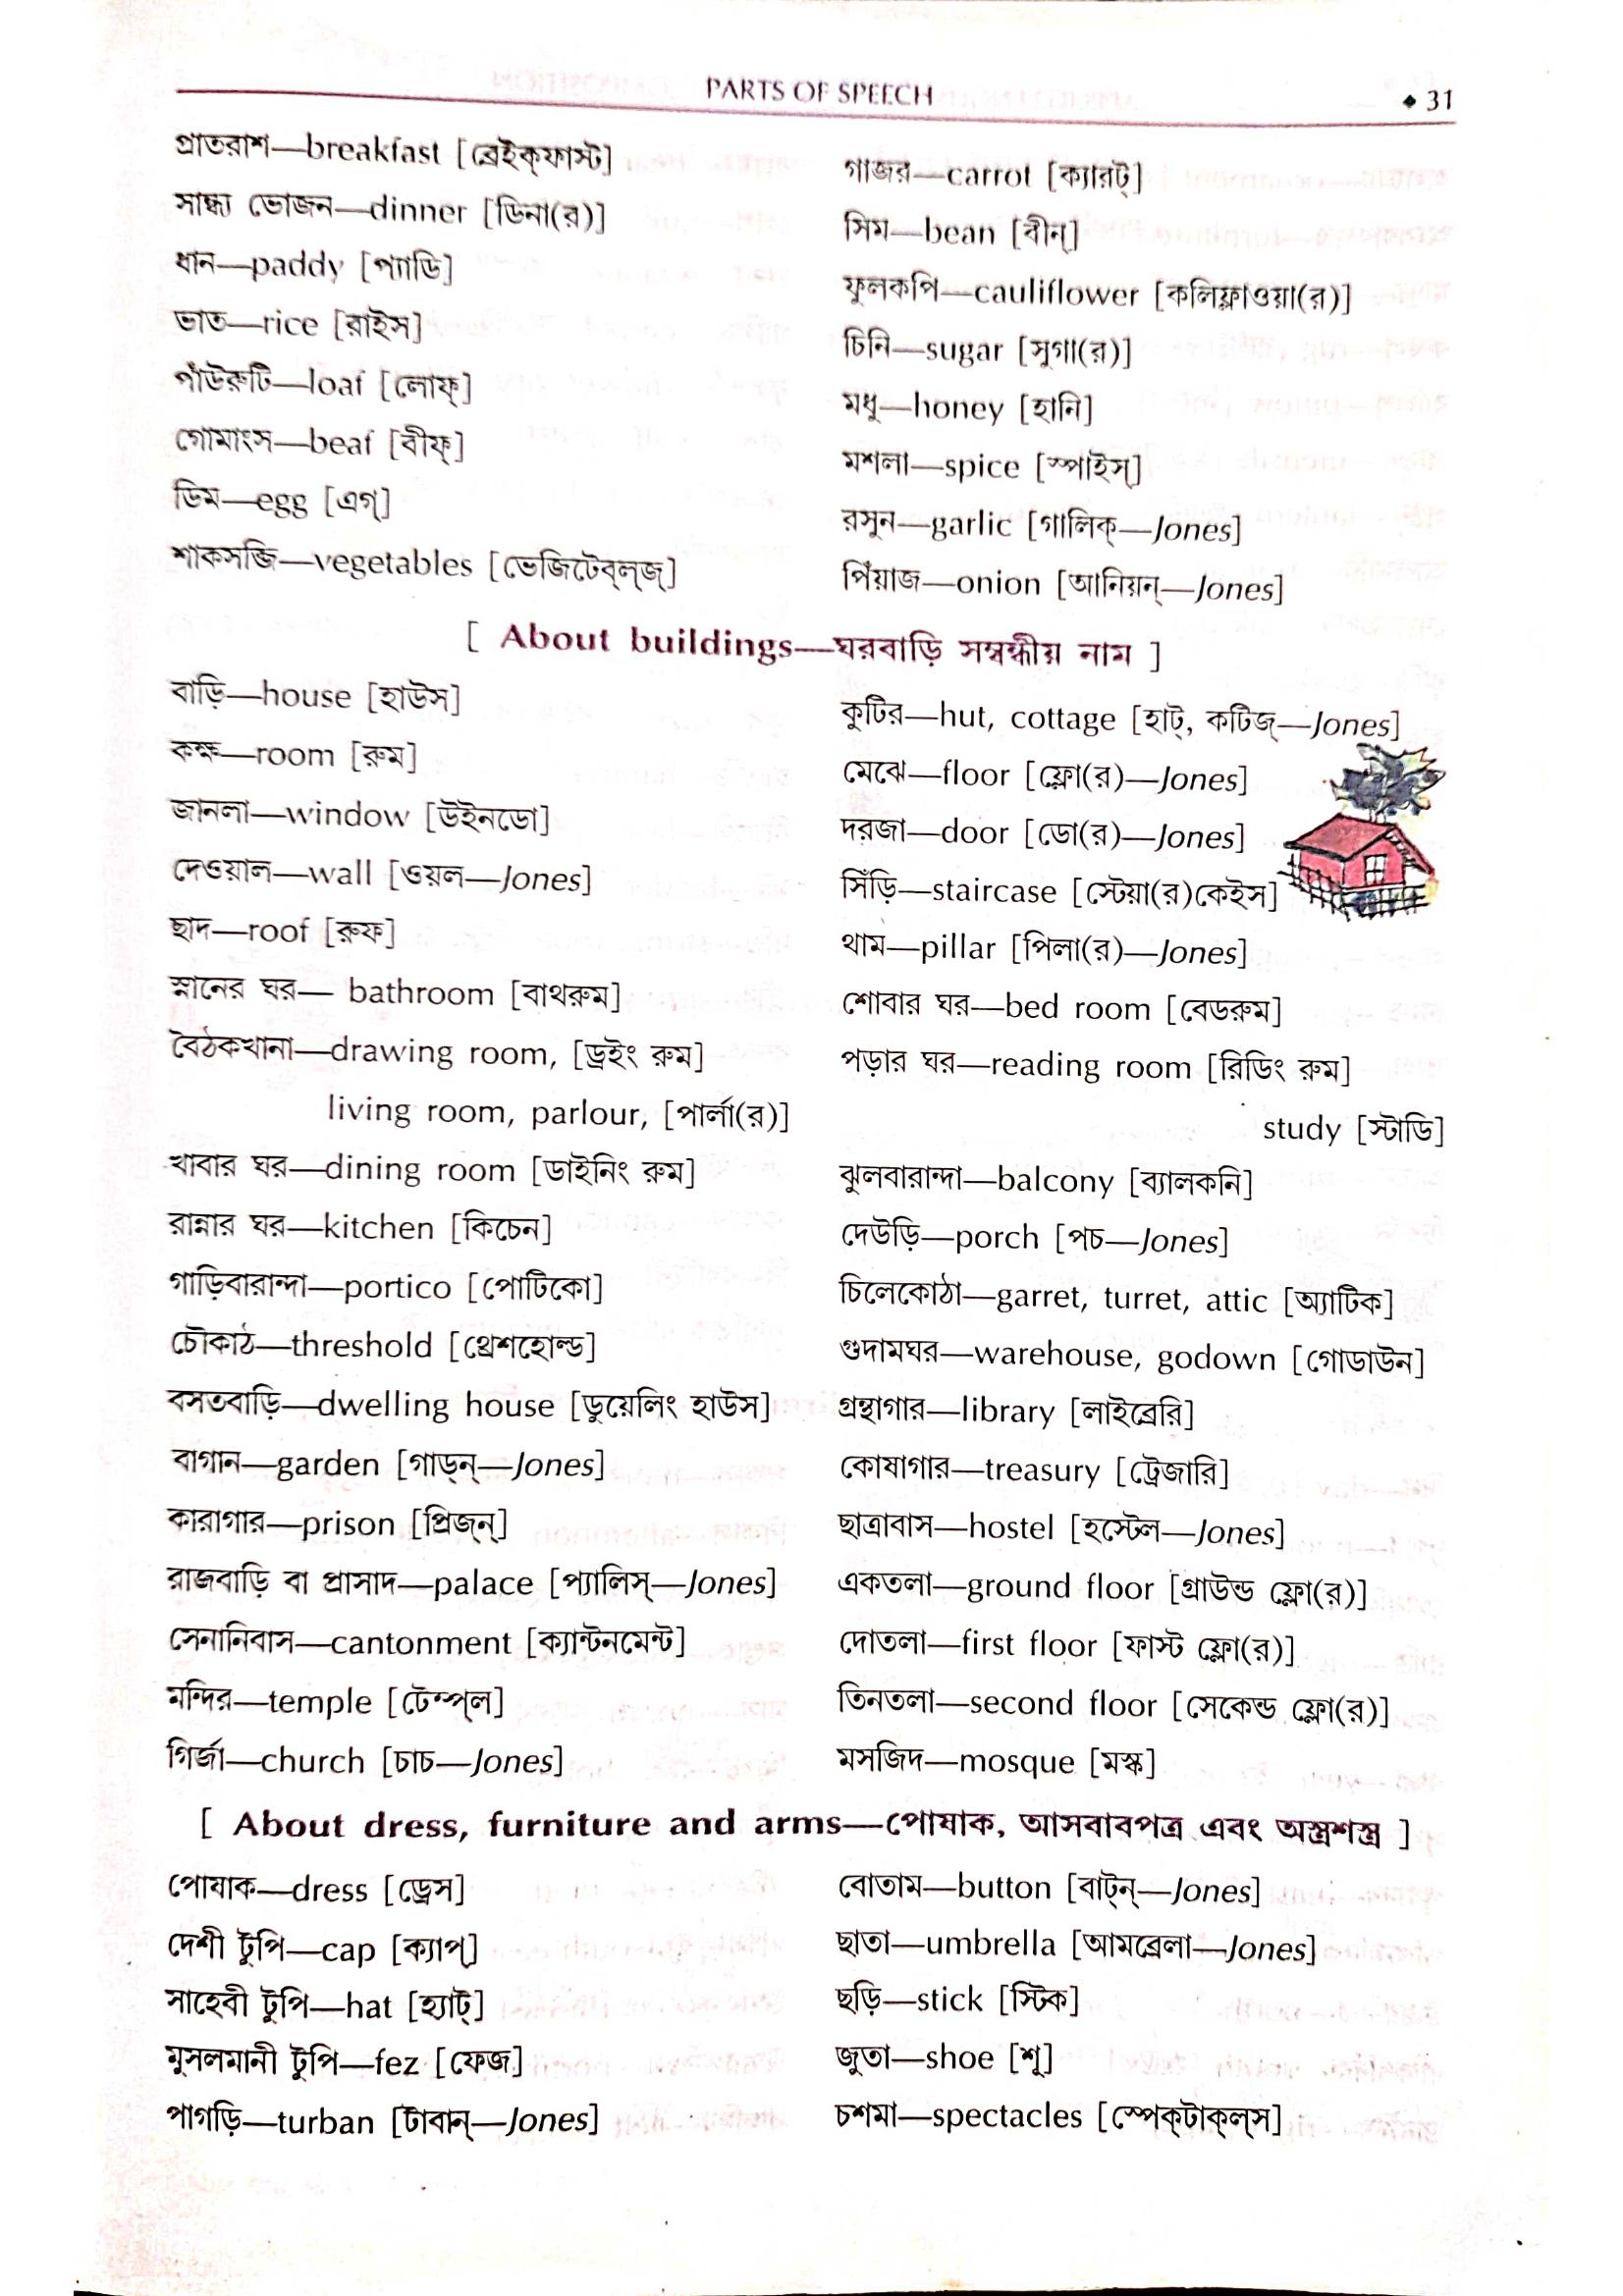 PARTS OF SPEECH ◆ 31
প্রাতরাশ—breakfast [ব্রেইক্‌ফাস্ট]
সান্ধ্য ভোজন—dinner [ডিনা(র)]
ধান—paddy [প্যাডি]
ভাত—rice [রাইস]
পাঁউরুটি—loaf [লোফ্]
গোমাংস—beaf [বীফ্]
ডিম—egg [এগ্]
শাকসব্জি—vegetables [ভেজিটেব্‌ল্‌জ্]
গাজর—carrot [ক্যারট্]
সিম—bean [বীন্]
ফুলকপি—cauliflower [কলিফ্লাওয়া(র)]
চিনি—sugar [সুগা(র)]
মধু—honey [হানি]
মশলা—spice [স্পাইস্]
রসুন—garlic [গালিক্—Jones]
পিঁয়াজ—onion [আনিয়ন্—Jones]
[ About buildings—ঘরবাড়ি সম্বন্ধীয় নাম ]
বাড়ি—house [হাউস]
কক্ষ—room [রুম]
জানলা—window [উইনডো]
দেওয়াল—wall [ওয়ল—Jones]
ছাদ—roof [রুফ]
স্নানের ঘর— bathroom [বাথরুম]
বৈঠকখানা—drawing room, [ড্রইং রুম]
living room, parlour, [পার্লা(র)]
খাবার ঘর—dining room [ডাইনিং রুম]
রান্নার ঘর—kitchen [কিচেন]
গাড়িবারান্দা—portico [পোটিকো]
চৌকাঠ—threshold [থ্রেশহোল্ড]
বসতবাড়ি—dwelling house [ডুয়েলিং হাউস]
বাগান—garden [গাড্‌ন্—Jones]
কারাগার—prison [প্রিজ্‌ন্]
রাজবাড়ি বা প্রাসাদ—palace [প্যালিস্—Jones]
সেনানিবাস—cantonment [ক্যান্টনমেন্ট]
মন্দির—temple [টেম্প্‌ল]
গির্জা—church [চাচ—Jones]
কুটির—hut, cottage [হাট্, কটিজ্—Jones]
মেঝে—floor [ফ্লো(র)—Jones]
দরজা—door [ডো(র)—Jones]
সিঁড়ি—staircase [স্টেয়া(র)কেইস]
থাম—pillar [পিলা(র)—Jones]
শোবার ঘর—bed room [বেডরুম]
পড়ার ঘর—reading room [রিডিং রুম]
study [স্টাডি]
ঝুলবারান্দা—balcony [ব্যালকনি]
দেউড়ি—porch [পচ—Jones]
চিলেকোঠা—garret, turret, attic [অ্যাটিক]
গুদামঘর—warehouse, godown [গোডাউন]
গ্রন্থাগার—library [লাইব্রেরি]
কোষাগার—treasury [ট্রেজারি]
ছাত্রাবাস—hostel [হস্টেল—Jones]
একতলা—ground floor [গ্রাউন্ড ফ্লো(র)]
দোতলা—first floor [ফাস্ট ফ্লো(র)]
তিনতলা—second floor [সেকেন্ড ফ্লো(র)]
মসজিদ—mosque [মস্ক]
[ About dress, furniture and arms—পোষাক, আসবাবপত্র এবং অস্ত্রশস্ত্র ]
পোষাক—dress [ড্রেস]
দেশী টুপি—cap [ক্যাপ্]
সাহেবী টুপি—hat [হ্যাট্]
মুসলমানী টুপি—fez [ফেজ]
পাগড়ি—turban [টাবান্—Jones]
বোতাম—button [বাট্‌ন্—Jones]
ছাতা—umbrella [আমব্রেলা—Jones]
ছড়ি—stick [স্টিক]
জুতা—shoe [শূ]
চশমা—spectacles [স্পেক্‌টাক্‌ল্‌স]